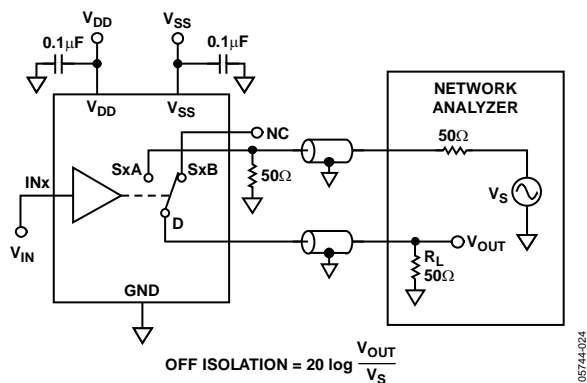 VDD
VSS
0.1µF
0.1µF
VDD
VSS
NETWORK
ANALYZER
NC
50Ω
SxA
SxB
50Ω
INx
VS
D
VOUT
VIN
RL
50Ω
GND
OFF ISOLATION = 20 log VOUT
VS
05744-024